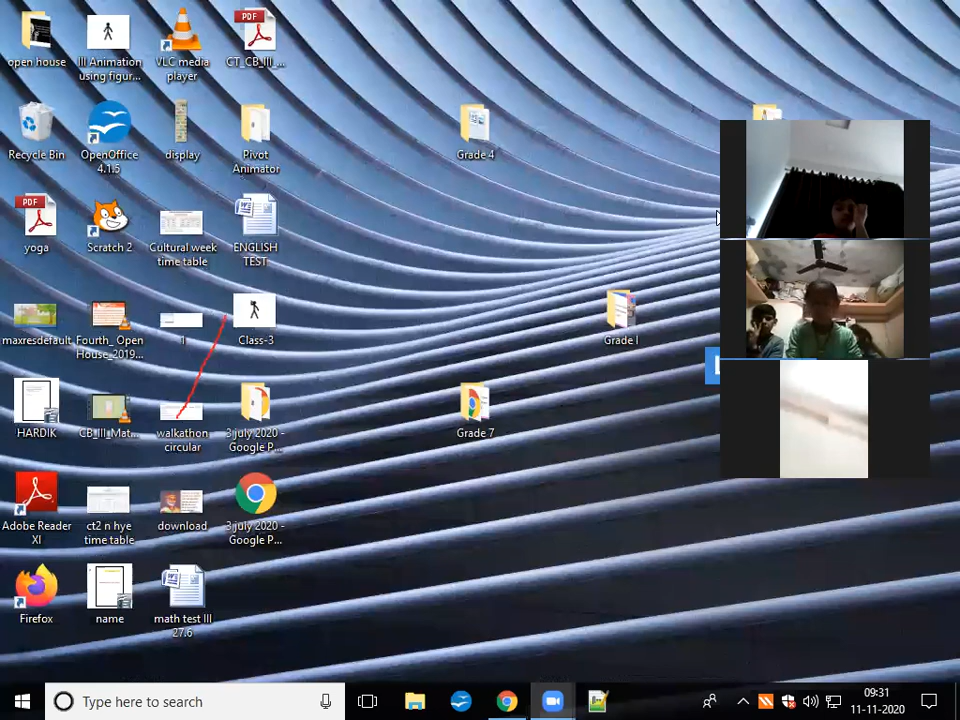 open house
III Animation
using figur...
VLC media
player
PDF
CT_CB_III_...
Recycle Bin
OpenOffice
4.1.5
display
Pivot
Animator
Grade 4
PDF
yoga
Scratch 2
Cultural week
time table
ENGLISH
TEST
maxresdefault
Fourth_ Open
House_2019...
1
Class-3
Grade I
HARDIK
CB_III_Mat...
walkathon
circular
3 july 2020 -
Google P...
Grade 7
Adobe Reader
XI
ct2 n hye
time table
download
3 july 2020 -
Google P...
Firefox
name
math test III
27.6
Type here to search
09:31
11-11-2020